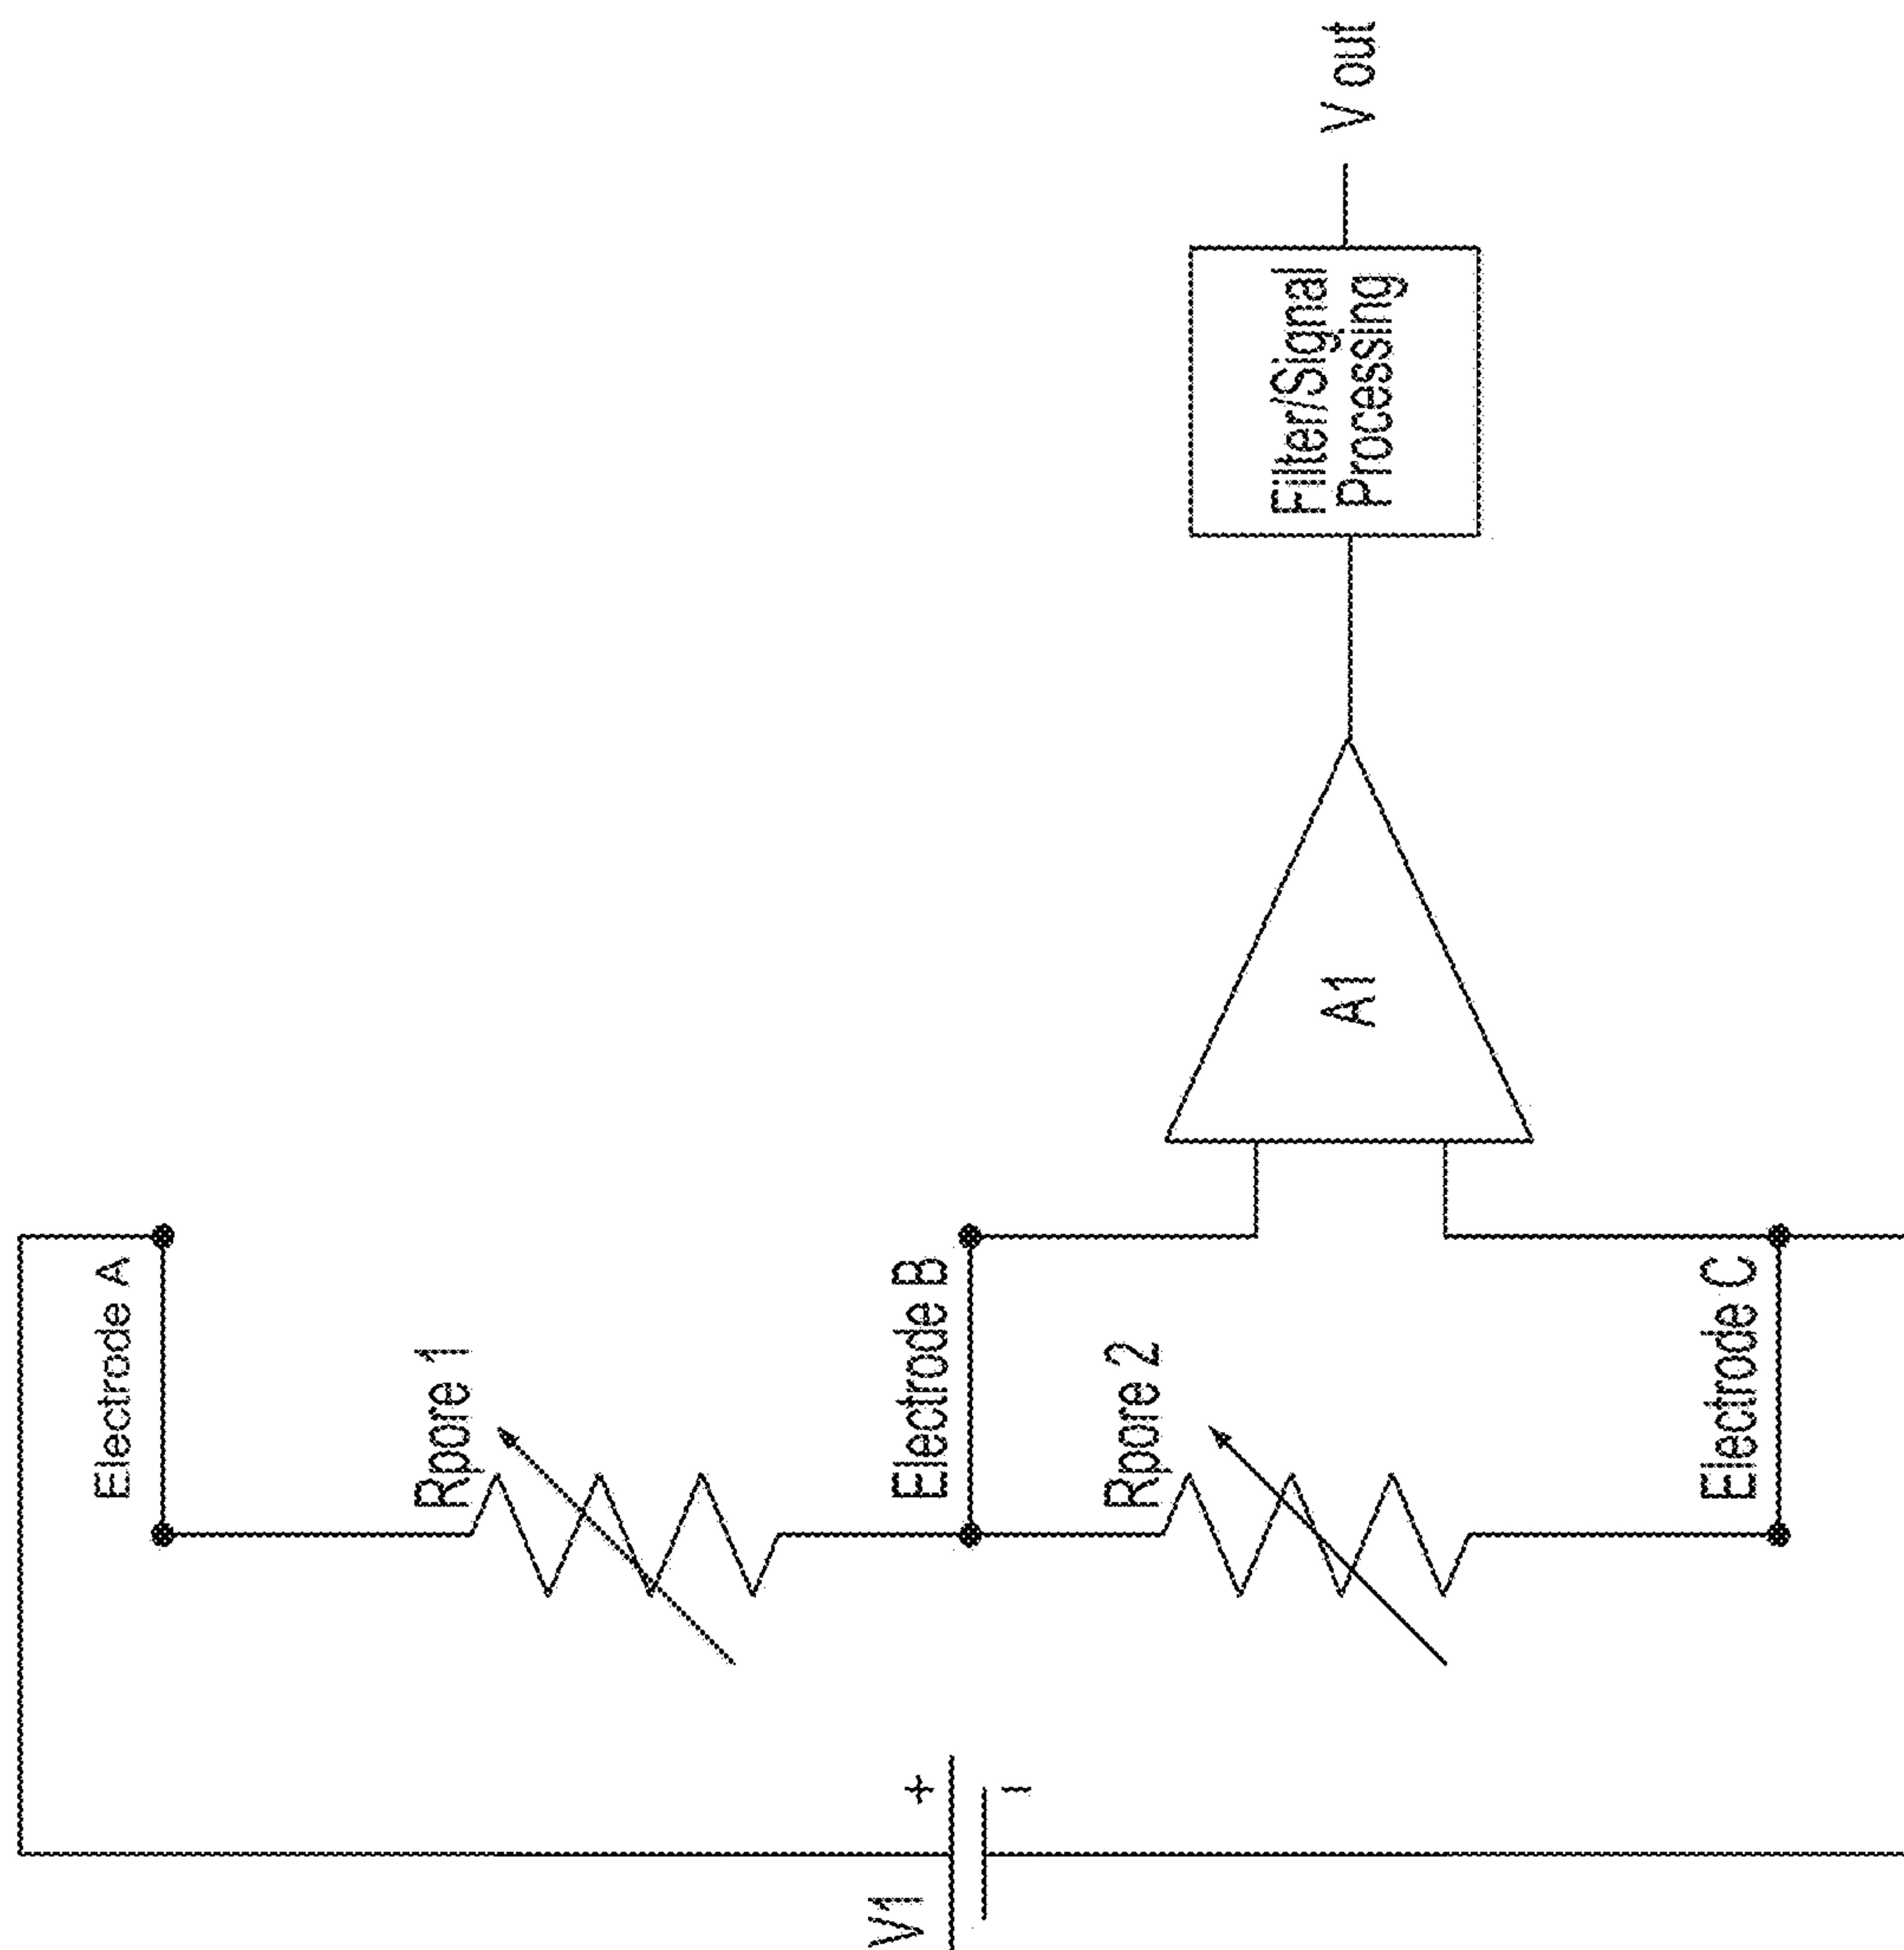 Electrode A
Rpore 1
Electrode B
Rpore 2
Electrode C
V1
+
−
A1
Filter/Signal
Processing
V out